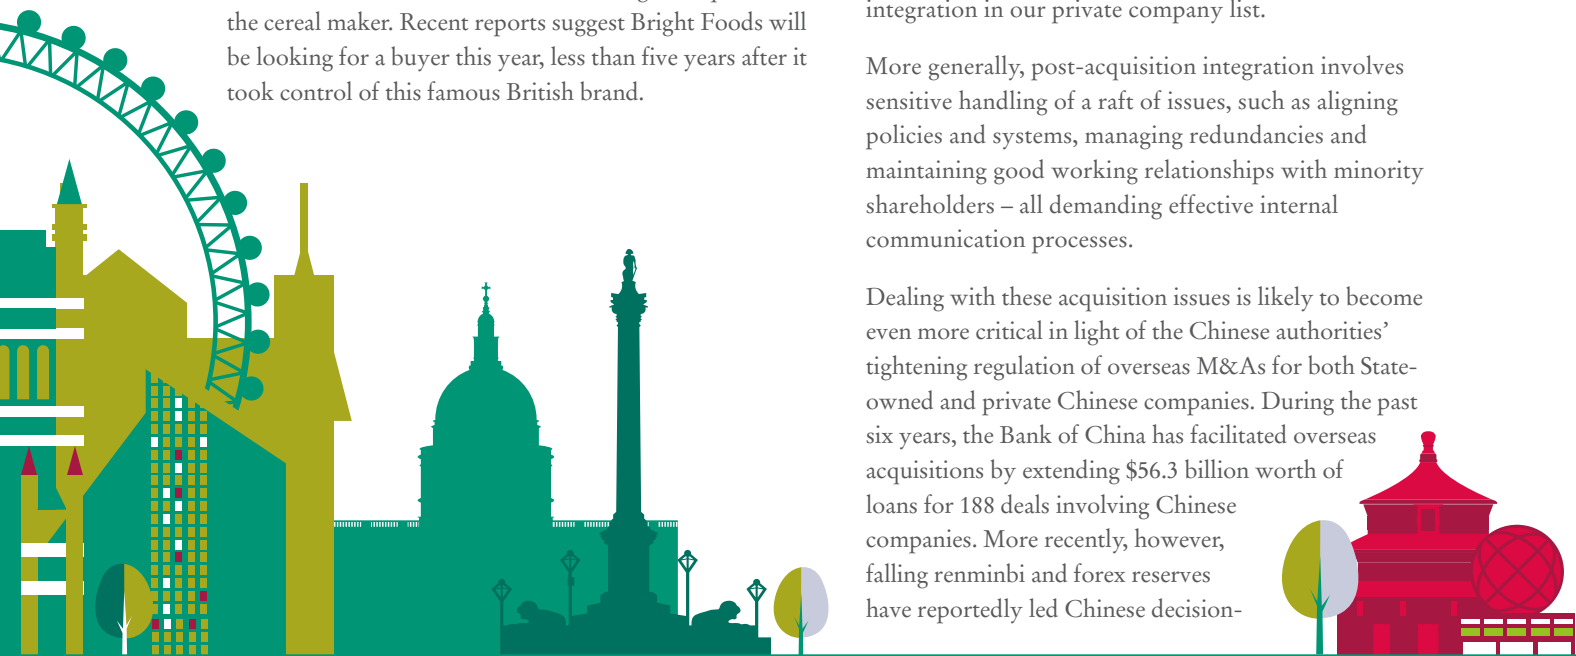 the cereal maker. Recent reports suggest Bright Foods will
be looking for a buyer this year, less than five years after it
took control of this famous British brand.
integration in our private company list.
More generally, post-acquisition integration involves
sensitive handling of a raft of issues, such as aligning
policies and systems, managing redundancies and
maintaining good working relationships with minority
shareholders – all demanding effective internal
communication processes.
Dealing with these acquisition issues is likely to become
even more critical in light of the Chinese authorities’
tightening regulation of overseas M&As for both State-
owned and private Chinese companies. During the past
six years, the Bank of China has facilitated overseas
acquisitions by extending $56.3 billion worth of
loans for 188 deals involving Chinese
companies. More recently, however,
falling renminbi and forex reserves
have reportedly led Chinese decision-